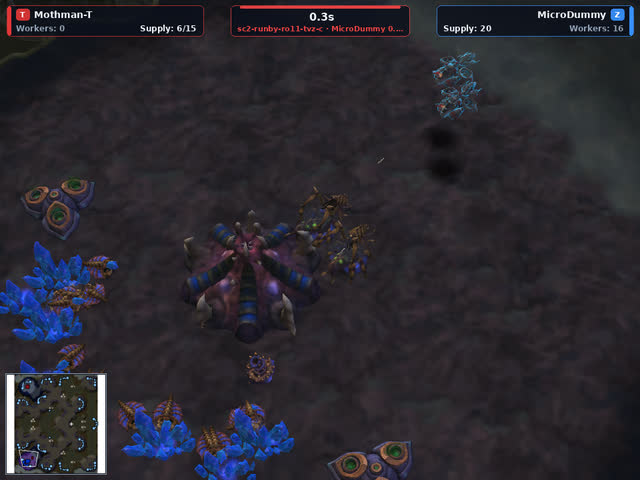 T Mothman-T
Workers: 0 Supply: 6/15
0.3s
sc2-runby-ro11-tvz-c · MicroDummy 0....
MicroDummy Z
Supply: 20 Workers: 16